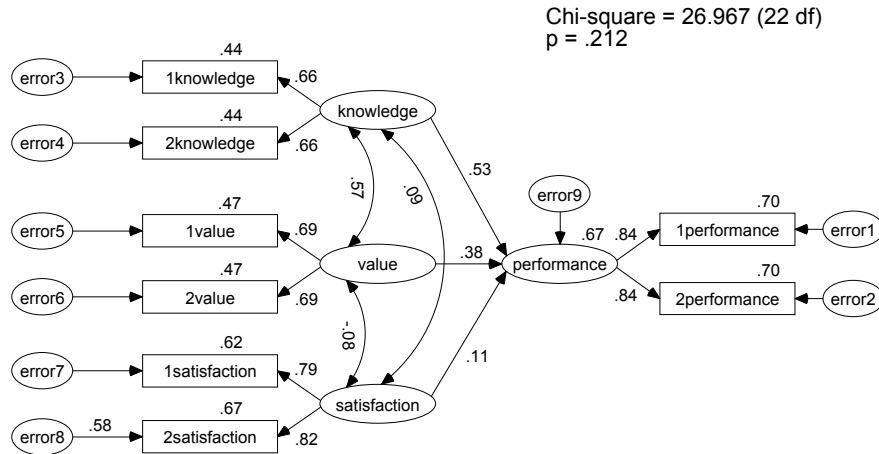 Chi-square = 26.967 (22 df)
p = .212
.44
error3
1knowledge
.66
knowledge
.44
error4
2knowledge
.66
.53
.57
.09
error9
.47
error5
1value
.69
.70
.67
.84
1performance
error1
value
.38
performance
.47
error6
2value
.69
.70
.84
2performance
error2
-.08
.62
error7
1satisfaction
.79
.11
satisfaction
.67
error8
.58
2satisfaction
.82